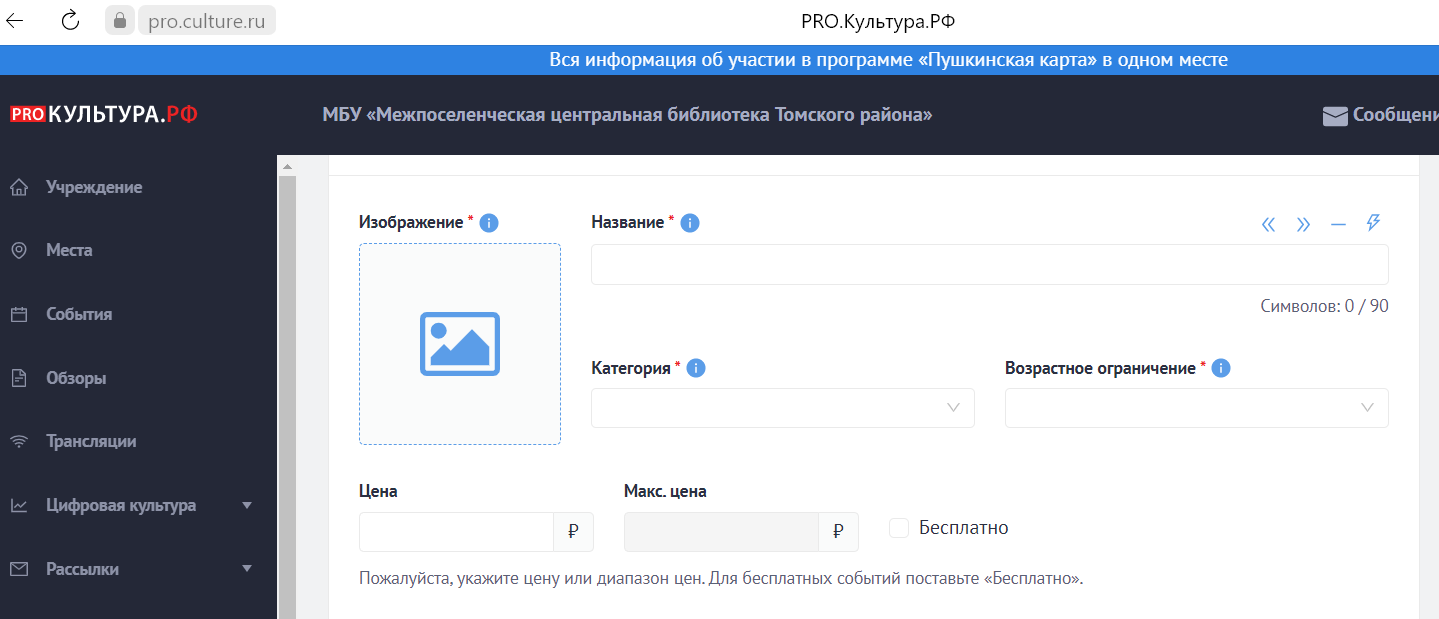 pro.culture.ru
PRO.Культура.РФ
Вся информация об участии в программе «Пушкинская карта» в одном месте
PRO КУЛЬТУРА.РФ
МБУ «Межпоселенческая центральная библиотека Томского района»
Сообщени
Учреждение
Места
События
Обзоры
Трансляции
Цифровая культура
Рассылки
Изображение *
Название *
Символов: 0 / 90
Категория *
Возрастное ограничение *
Цена
Макс. цена
₽
₽
Бесплатно
Пожалуйста, укажите цену или диапазон цен. Для бесплатных событий поставьте «Бесплатно».